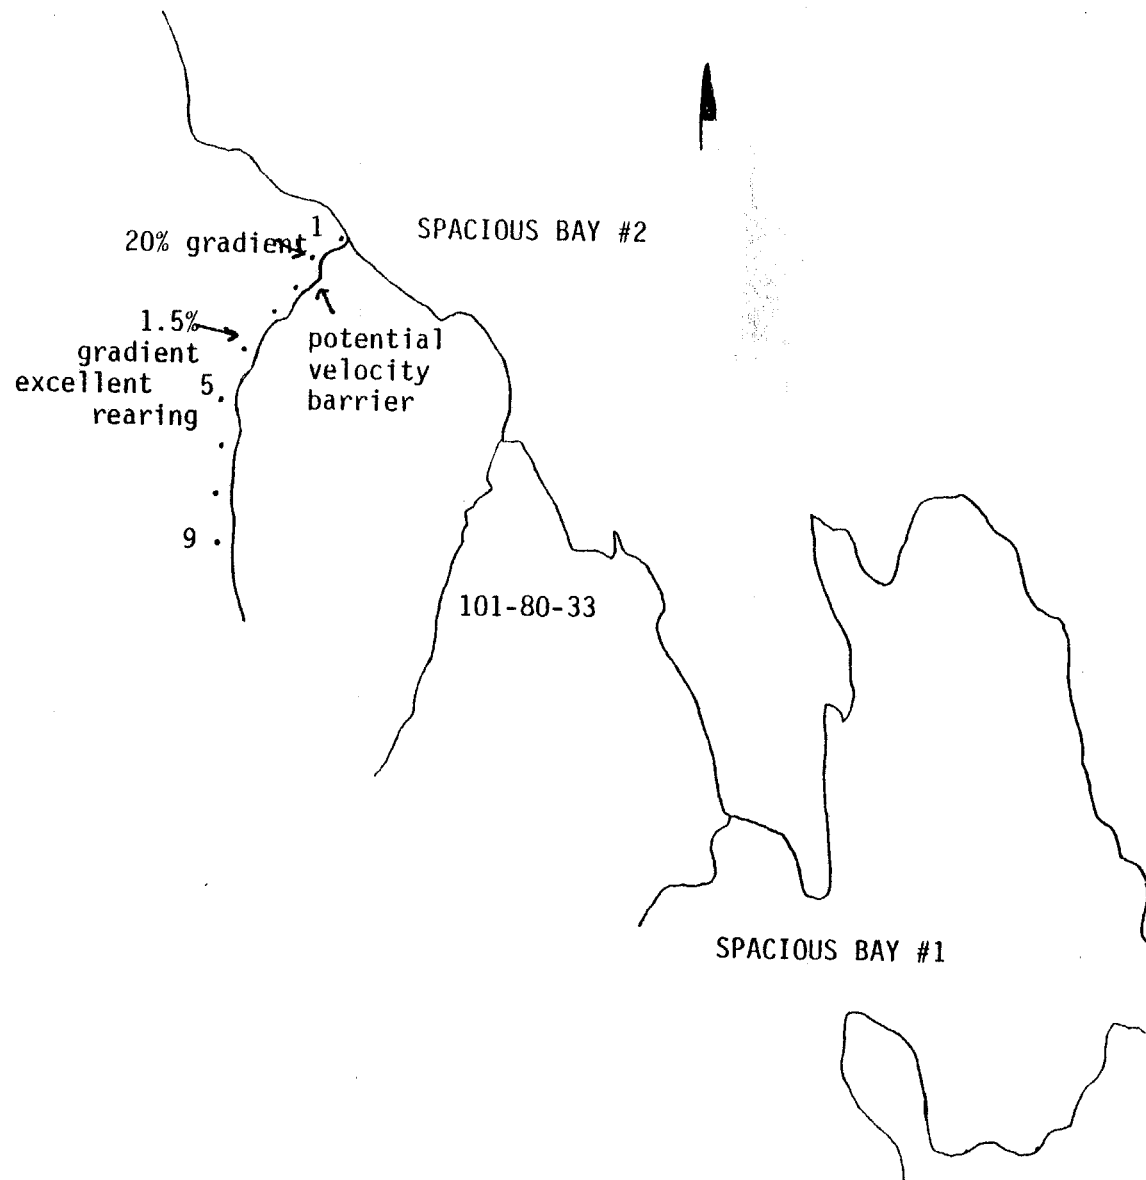 1
SPACIOUS BAY #2
20% gradient
1.5%
gradient
excellent 5
rearing
potential
velocity
barrier
9
101-80-33
SPACIOUS BAY #1